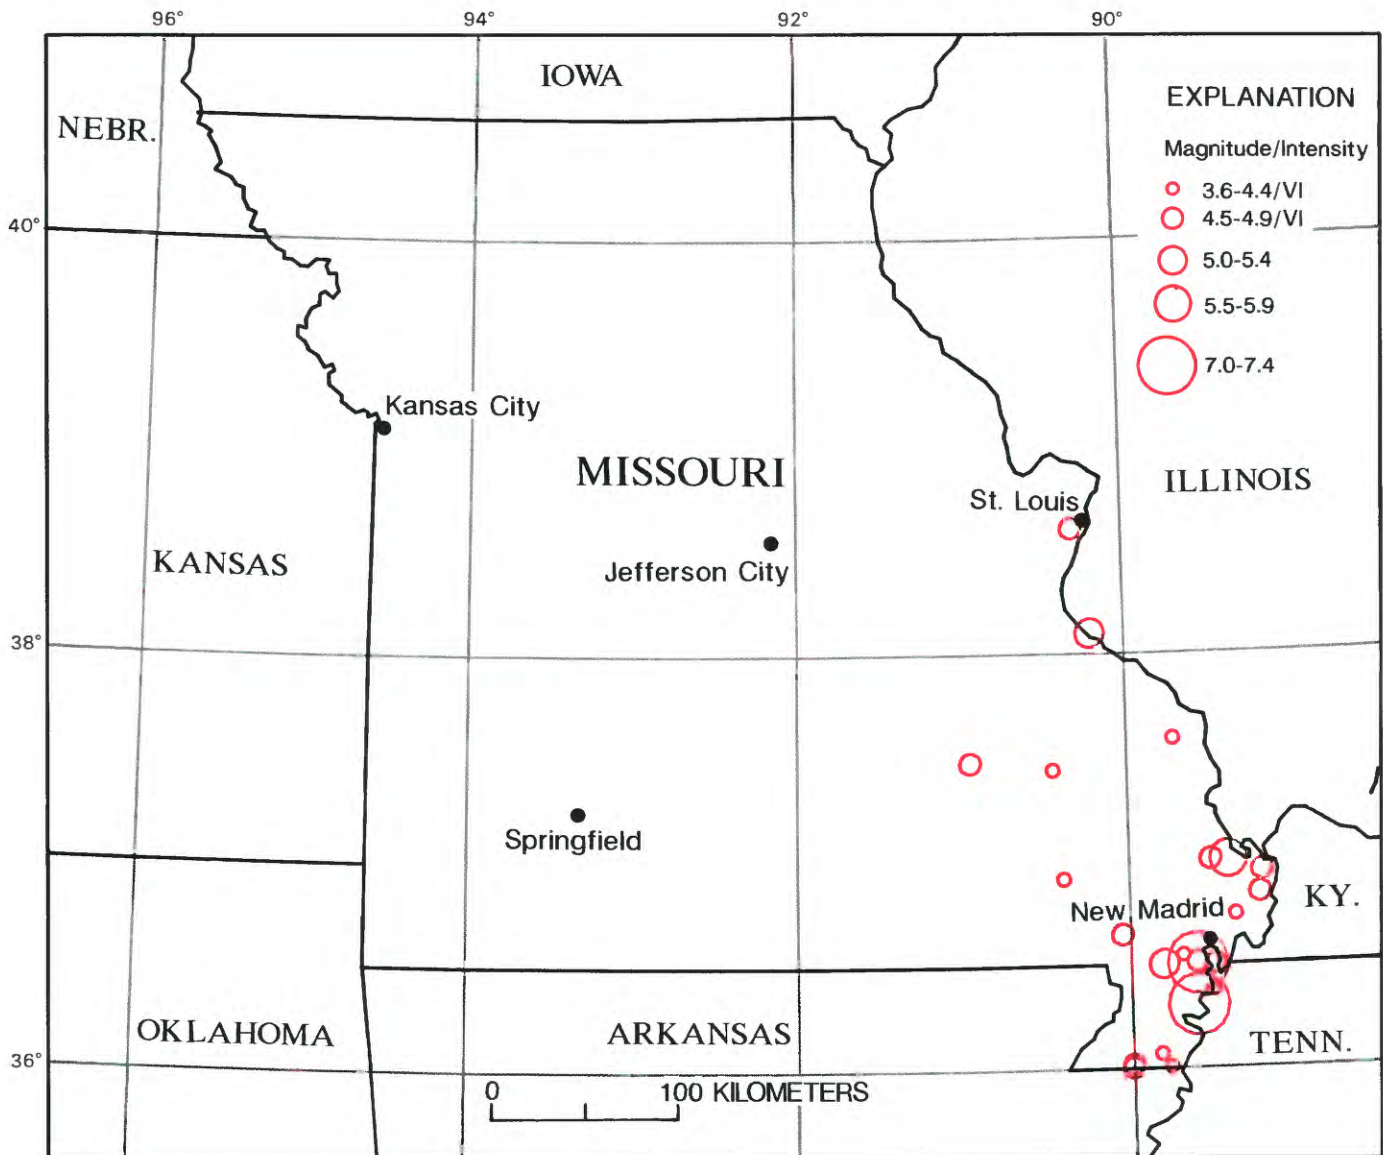 96° 94° 92° 90°
IOWA
EXPLANATION
NEBR.
Magnitude/Intensity
3.6-4.4/VI
4.5-4.9/VI
40°
5.0-5.4
5.5-5.9
7.0-7.4
Kansas City
MISSOURI
ILLINOIS
St. Louis
KANSAS
Jefferson City
38°
Springfield
KY.
New Madrid
OKLAHOMA
ARKANSAS
TENN.
36°
0 100 KILOMETERS